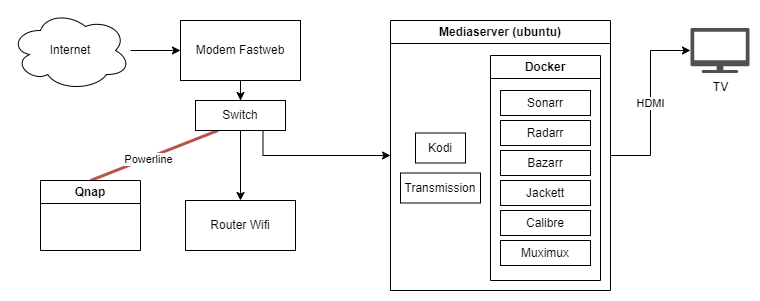 Internet
Modem Fastweb
Switch
Powerline
Qnap
Router Wifi
Mediaserver (ubuntu)
Kodi
Transmission
Docker
Sonarr
Radarr
Bazarr
Jackett
Calibre
Muximux
HDMI
TV